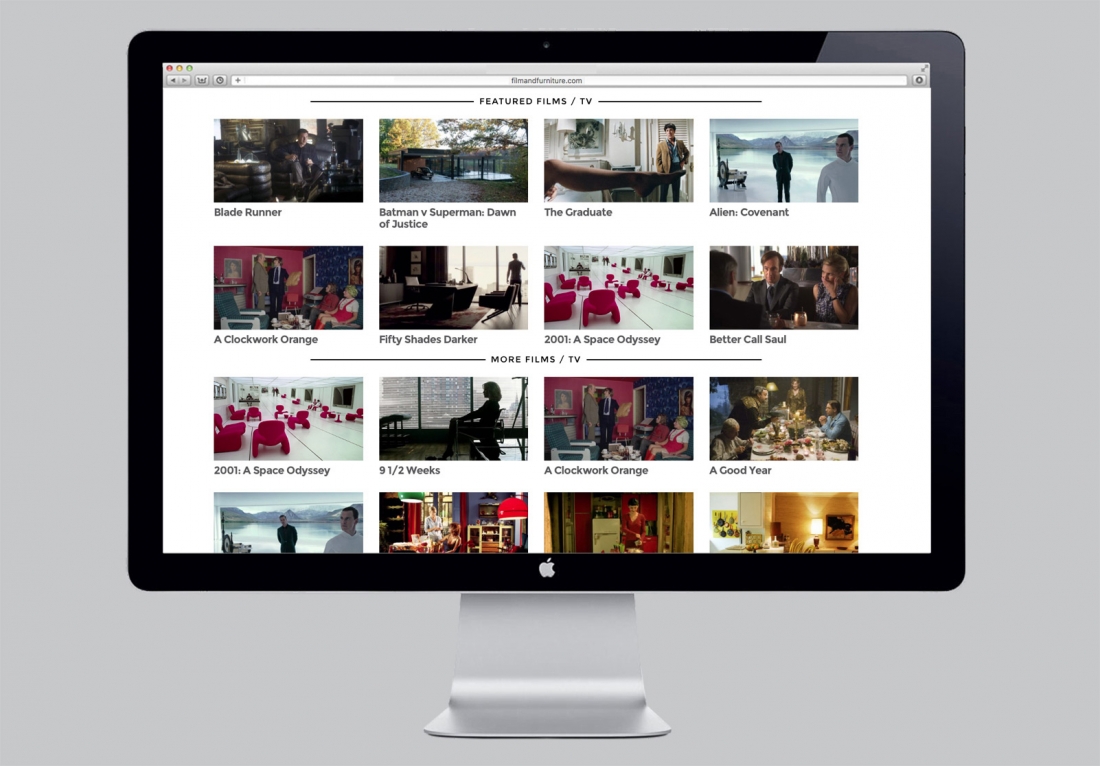 filmandfurniture.com
FEATURED FILMS / TV
Blade Runner
Batman v Superman: Dawn
of Justice
The Graduate
Alien: Covenant
A Clockwork Orange
Fifty Shades Darker
2001: A Space Odyssey
Better Call Saul
MORE FILMS / TV
2001: A Space Odyssey
9 1/2 Weeks
A Clockwork Orange
A Good Year